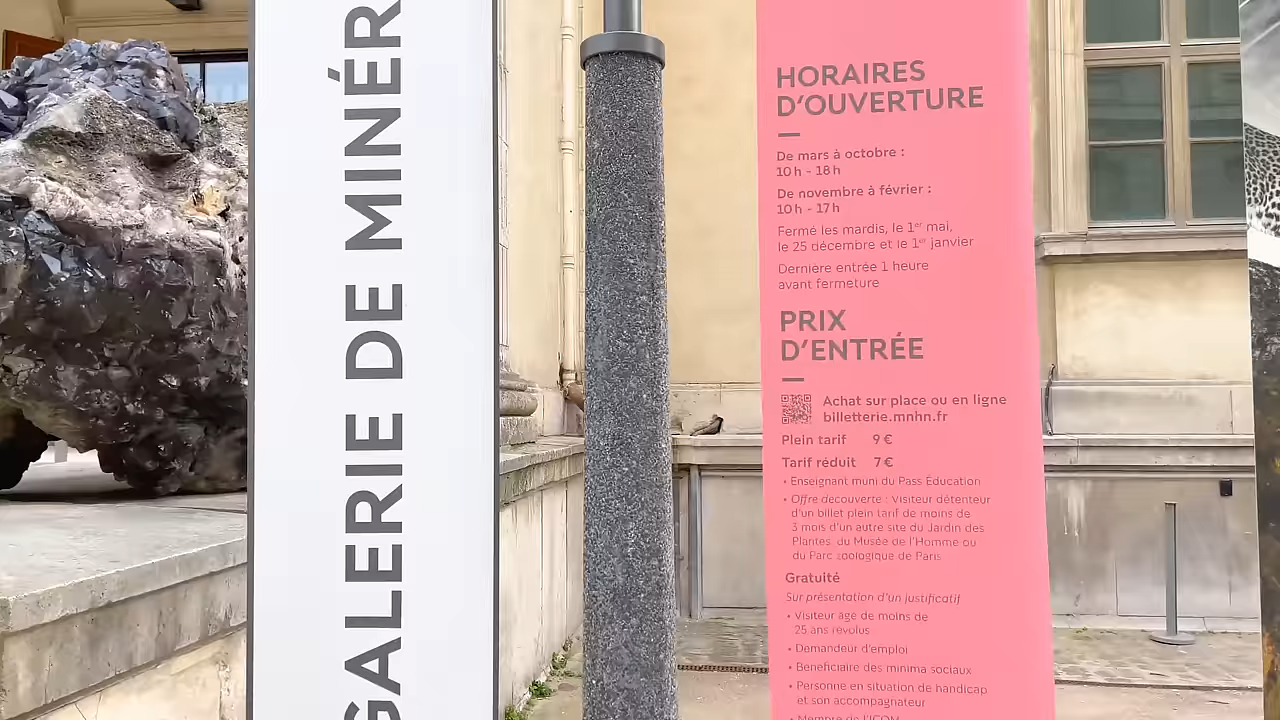 GALERIE DE MINÉR
HORAIRES
D'OUVERTURE
De mars à octobre :
10 h - 18 h
De novembre à février :
10 h - 17 h
Fermé les mardis, le 1er mai,
le 25 décembre et le 1er janvier
Dernière entrée 1 heure
avant fermeture
PRIX
D'ENTRÉE
Achat sur place ou en ligne
billetterie.mnhn.fr
Plein tarif 9 €
Tarif réduit 7 €
• Enseignant muni du Pass Éducation
• Offre découverte : Visiteur détenteur
d'un billet plein tarif de moins de
3 mois d'un autre site du Jardin des
Plantes, du Musée de l'Homme ou
du Parc zoologique de Paris
Gratuité
Sur présentation d'un justificatif
• Visiteur âgé de moins de
25 ans révolus
• Demandeur d'emploi
• Bénéficiaire des minima sociaux
• Personne en situation de handicap
et son accompagnateur
• Membre de l'ICOM